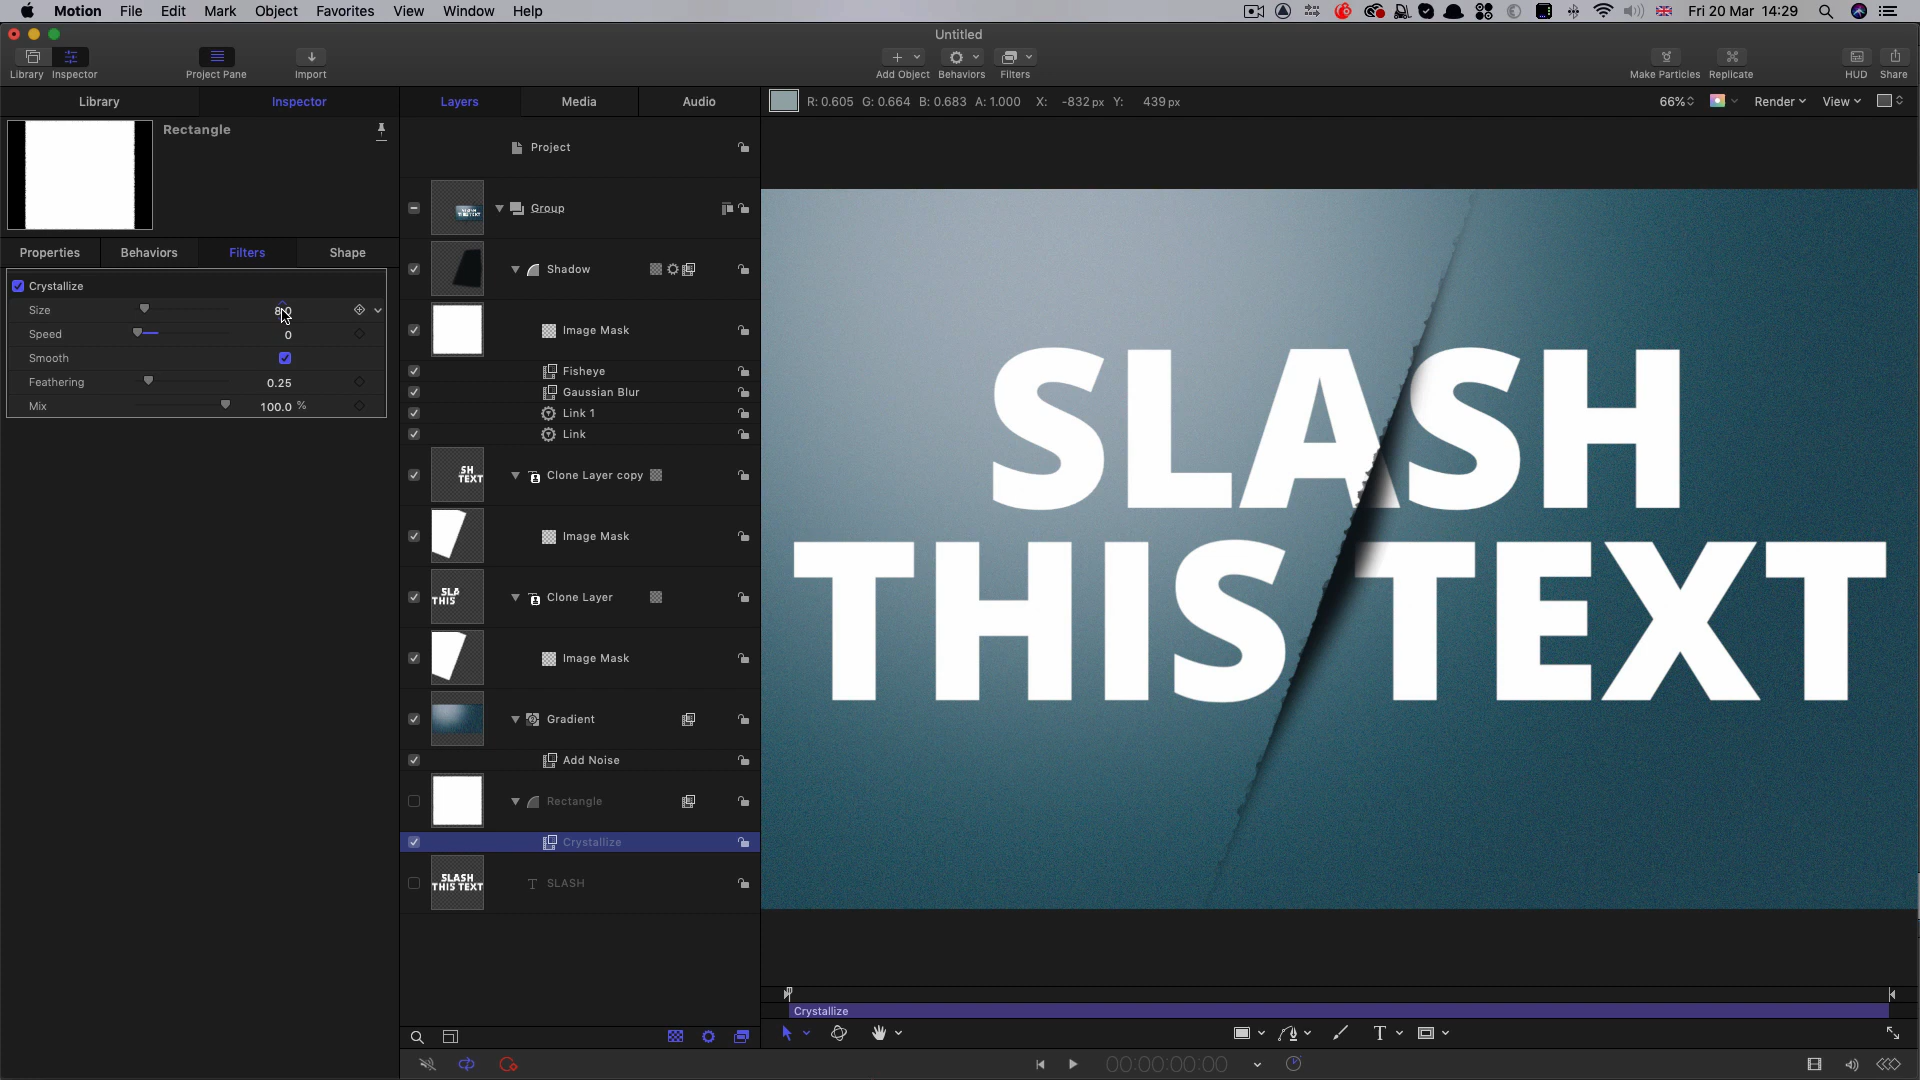 Motion File Edit Mark Object Favorites View Window Help
Fri 20 Mar 14:29
Untitled
Library Inspector Project Pane Import Add Object Behaviors Filters Make Particles Replicate HUD Share
Library Inspector Layers Media Audio R: 0.605 G: 0.664 B: 0.683 A: 1.000 X: -832 px Y: 439 px 66% Render View
Rectangle
Properties Behaviors Filters Shape
Crystallize
Size 8.0
Speed 0
Smooth
Feathering 0.25
Mix 100.0 %
Project
Group
Shadow
Image Mask
Fisheye
Gaussian Blur
Link 1
Link
Clone Layer copy
Image Mask
Clone Layer
Image Mask
Gradient
Add Noise
Rectangle
Crystallize
SLASH
SLASH
THIS TEXT
Crystallize
00:00:00:00